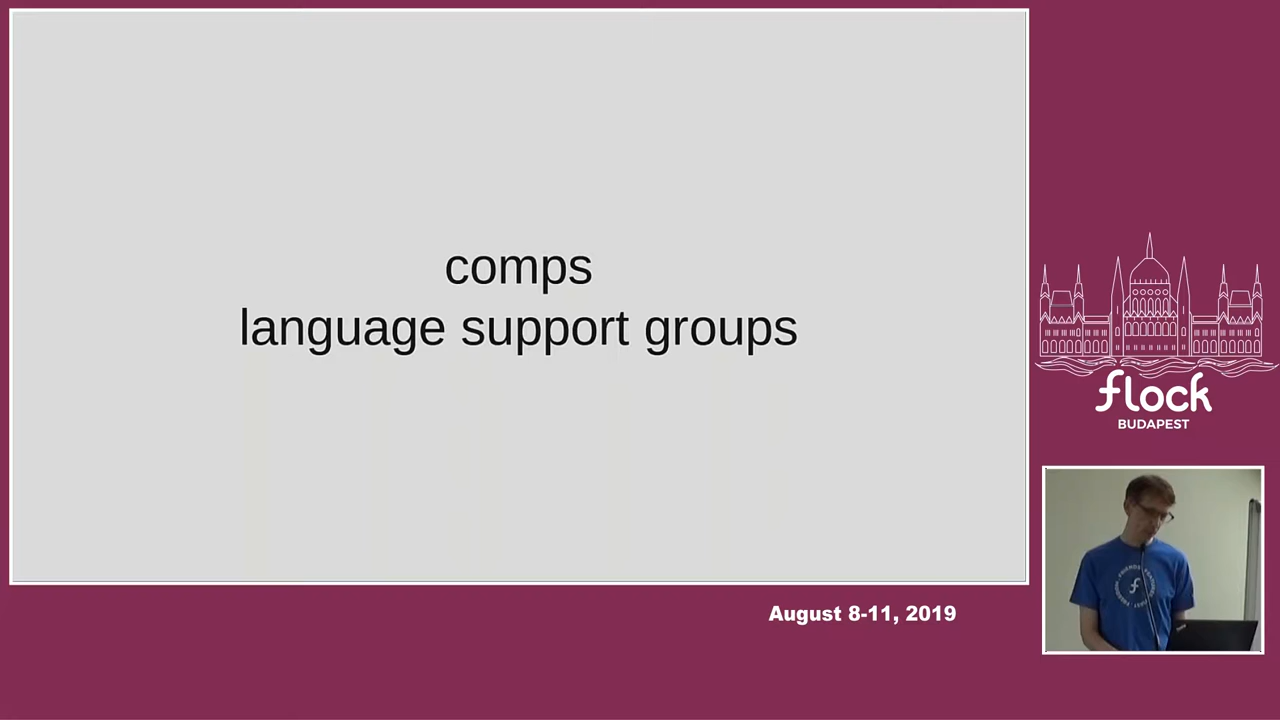 comps
language support groups
flock
BUDAPEST
August 8-11, 2019